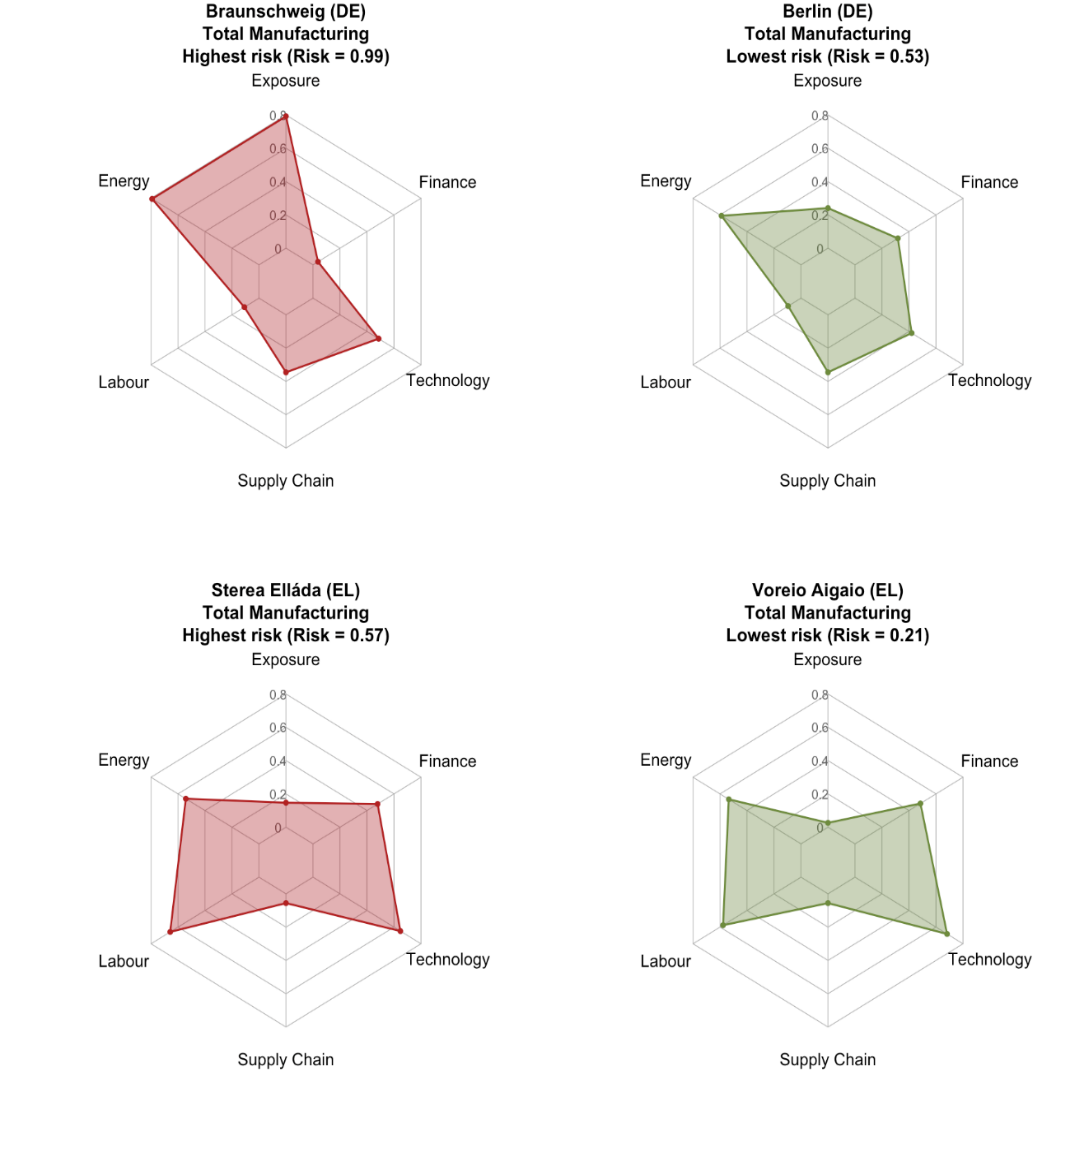 Braunschweig (DE)
Total Manufacturing
Highest risk (Risk = 0.99)
Exposure
0.8
0.6
Energy
0.4
Finance
0.2
0
Labour
Technology
Supply Chain
Berlin (DE)
Total Manufacturing
Lowest risk (Risk = 0.53)
Exposure
0.8
0.6
Energy
0.4
Finance
0.2
0
Labour
Technology
Supply Chain
Sterea Elláda (EL)
Total Manufacturing
Highest risk (Risk = 0.57)
Exposure
0.8
0.6
Energy
0.4
Finance
0.2
0
Labour
Technology
Supply Chain
Voreio Aigaio (EL)
Total Manufacturing
Lowest risk (Risk = 0.21)
Exposure
0.8
0.6
Energy
0.4
Finance
0.2
0
Labour
Technology
Supply Chain